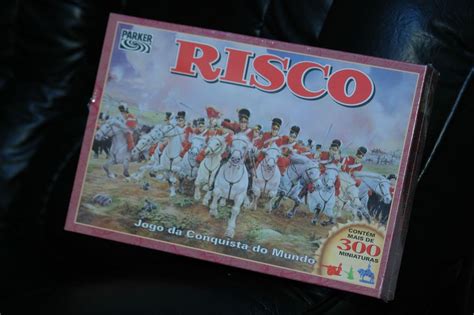 PARKER
RISCO
Jogo da Conquista do Mundo
CONTÉM
MAIS DE
300
MINIATURAS